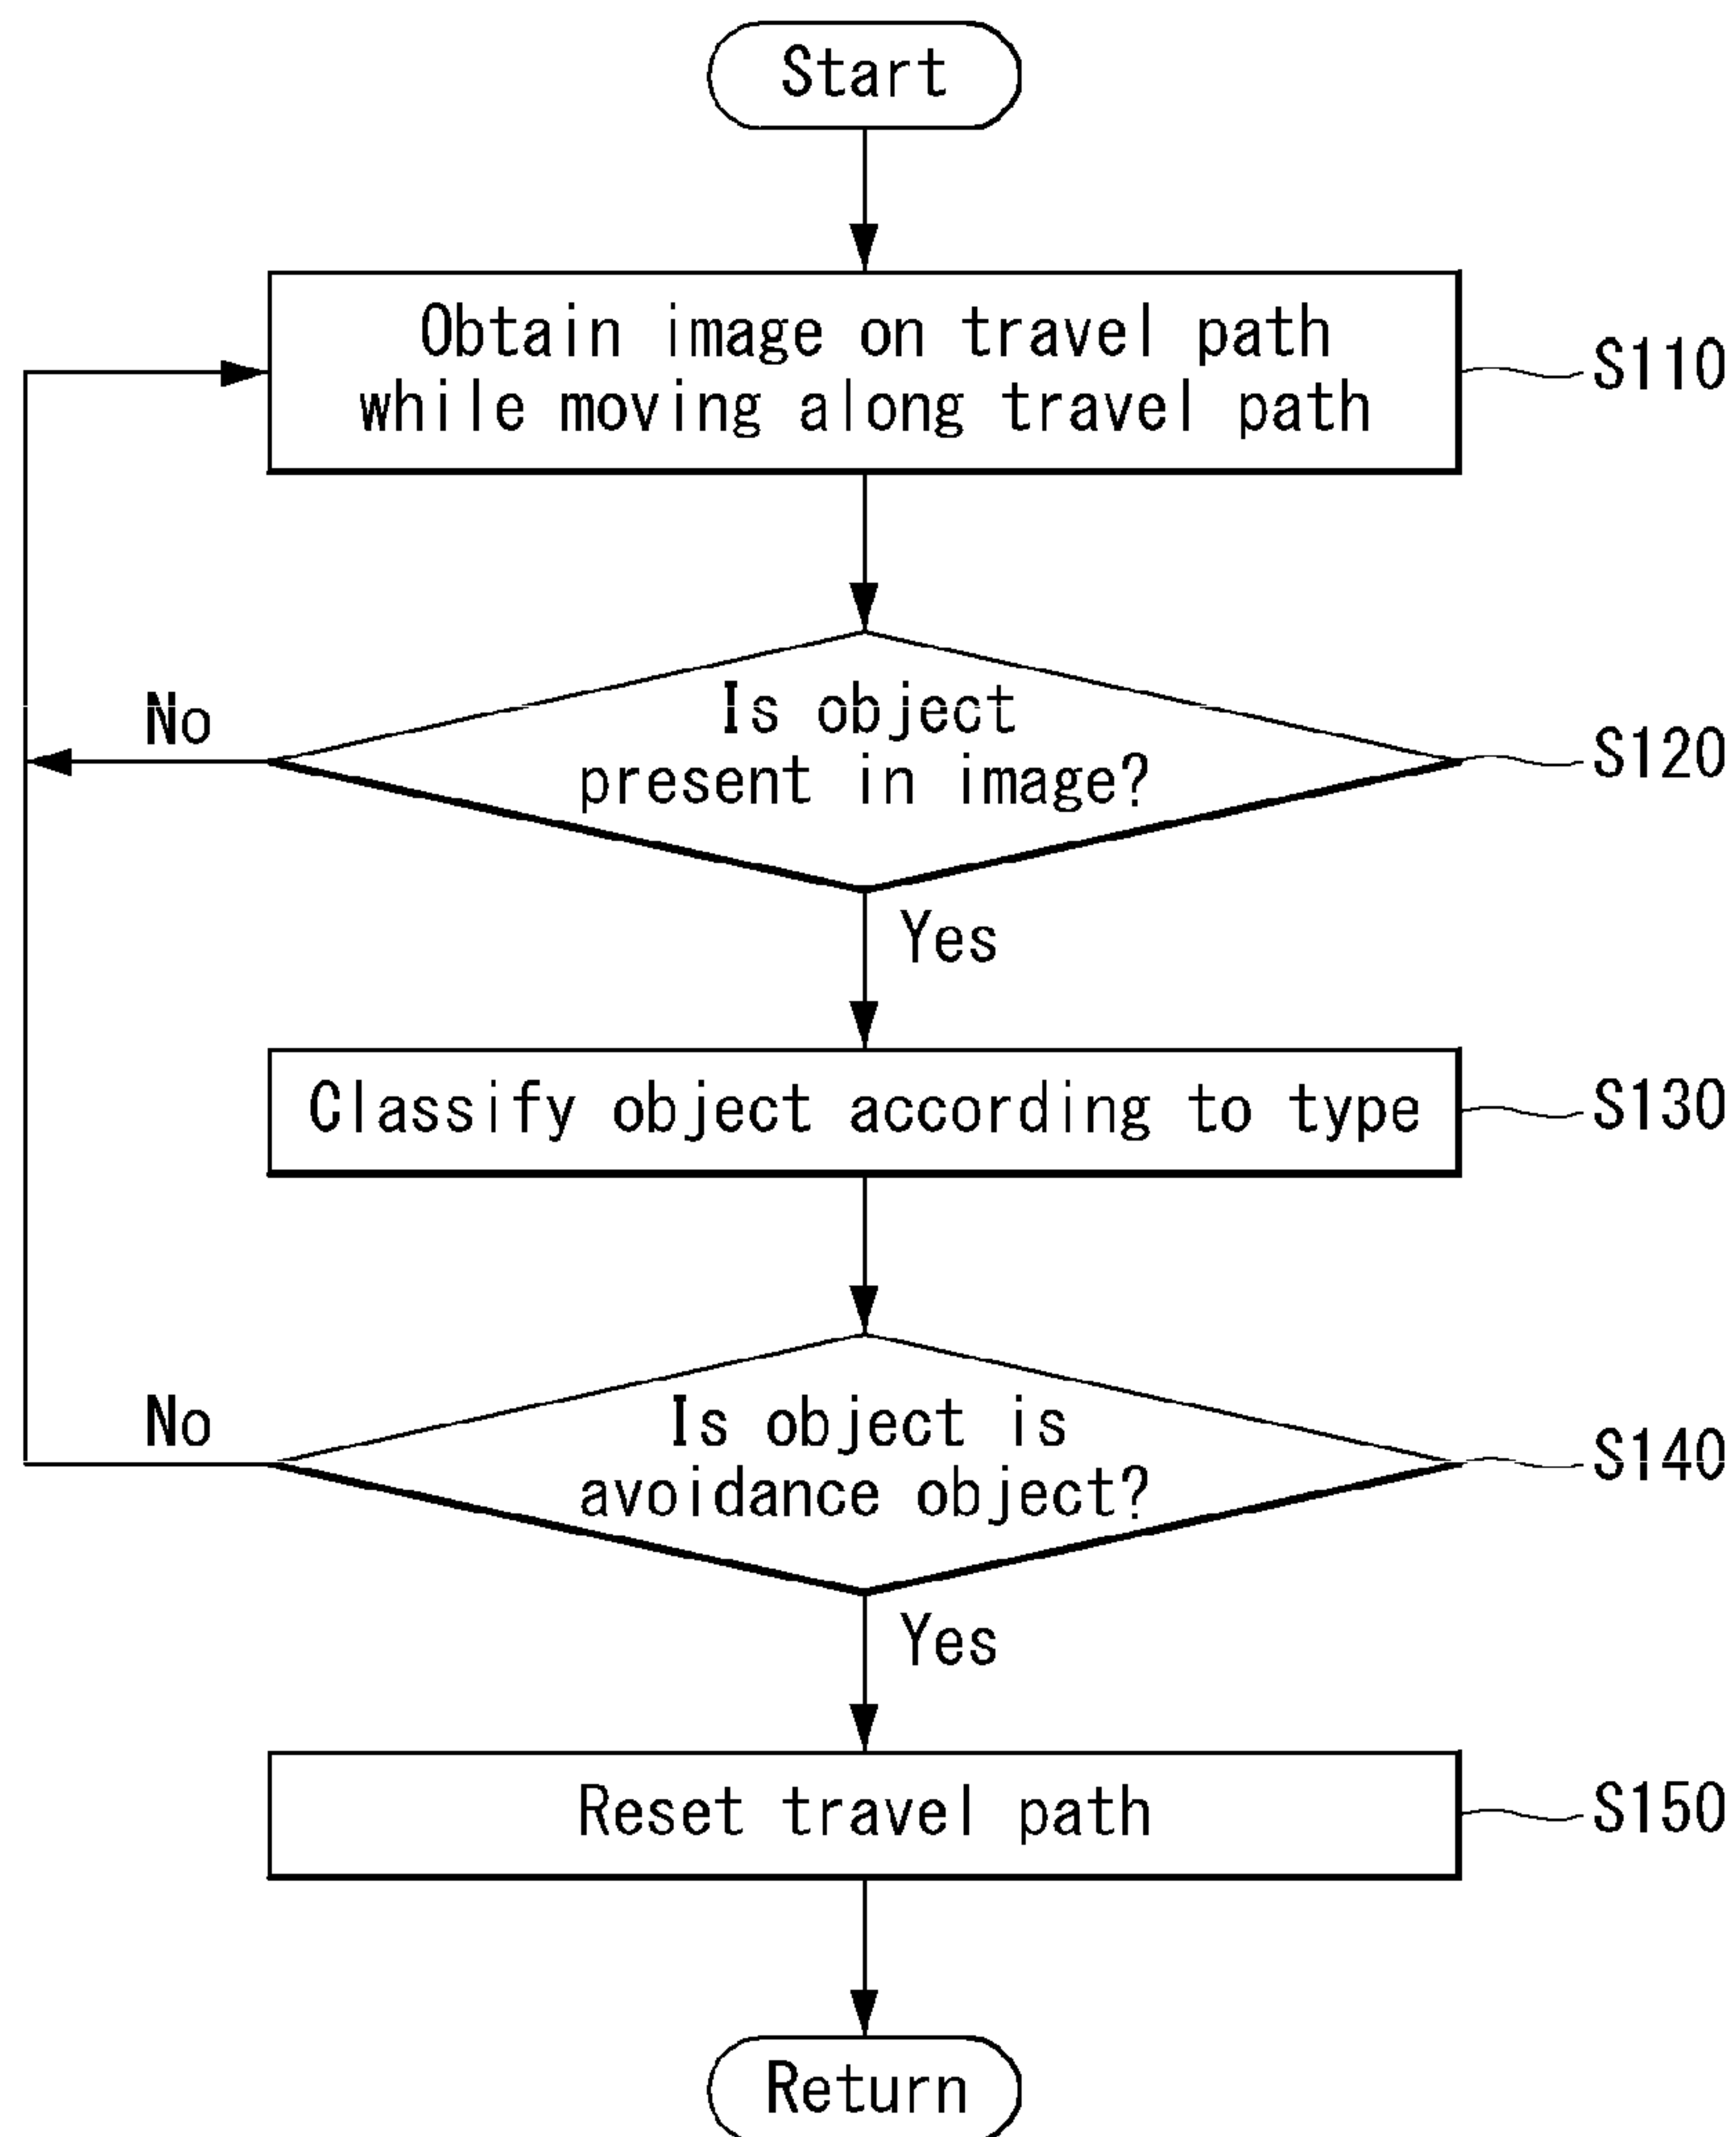 Start
Obtain image on travel path
while moving along travel path
S110
Is object
present in image?
S120
No
Yes
Classify object according to type
S130
Is object is
avoidance object?
S140
No
Yes
Reset travel path
S150
Return